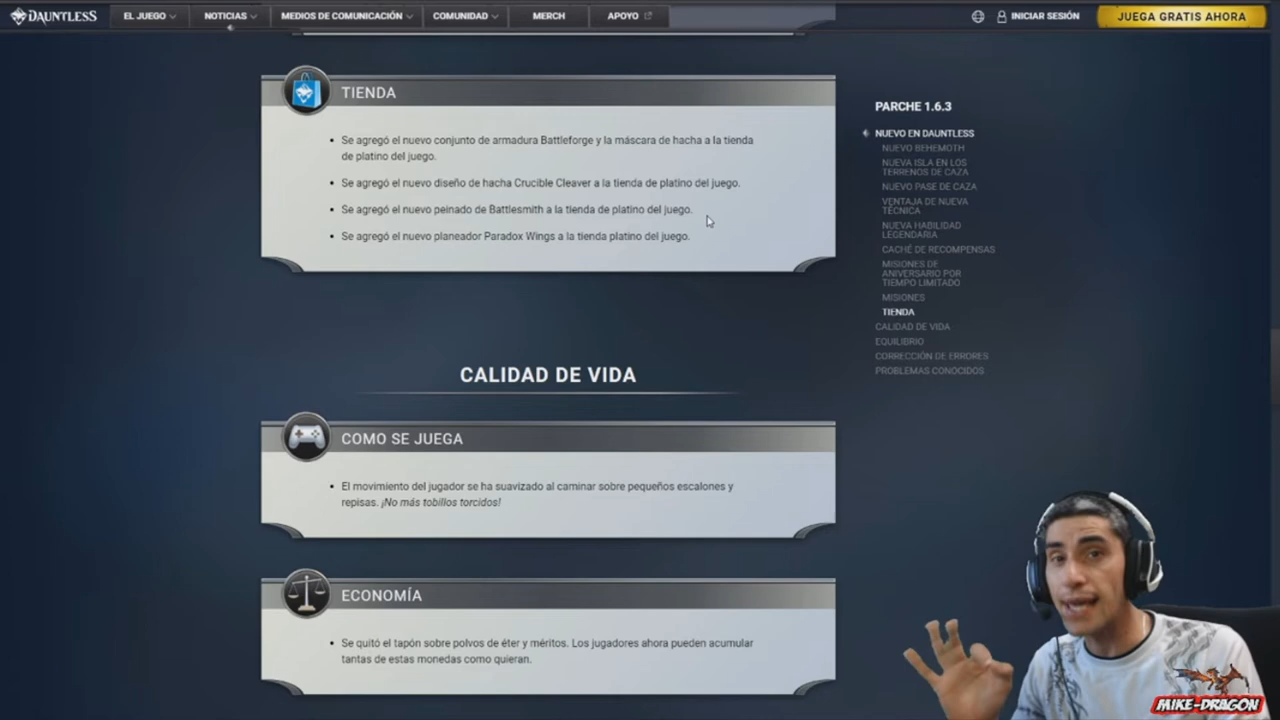 DAUNTLESS
EL JUEGO
NOTICIAS
MEDIOS DE COMUNICACIÓN
COMUNIDAD
MERCH
APOYO
INICIAR SESIÓN
JUEGA GRATIS AHORA
TIENDA
• Se agregó el nuevo conjunto de armadura Battleforge y la máscara de hacha a la tienda
de platino del juego.
• Se agregó el nuevo diseño de hacha Crucible Cleaver a la tienda de platino del juego.
• Se agregó el nuevo peinado de Battlesmith a la tienda de platino del juego.
• Se agregó el nuevo planeador Paradox Wings a la tienda platino del juego.
CALIDAD DE VIDA
COMO SE JUEGA
• El movimiento del jugador se ha suavizado al caminar sobre pequeños escalones y
repisas. ¡No más tobillos torcidos!
ECONOMÍA
• Se quitó el tapón sobre polvos de éter y méritos. Los jugadores ahora pueden acumular
tantas de estas monedas como quieran.
PARCHE 1.6.3
NUEVO EN DAUNTLESS
NUEVO BEHEMOTH
NUEVA ISLA EN LOS
TERRENOS DE CAZA
NUEVO PASE DE CAZA
VENTAJA DE NUEVA
TÉCNICA
NUEVA HABILIDAD
LEGENDARIA
CACHÉ DE RECOMPENSAS
MISIONES DE
ANIVERSARIO POR
TIEMPO LIMITADO
MISIONES
TIENDA
CALIDAD DE VIDA
EQUILIBRIO
CORRECCIÓN DE ERRORES
PROBLEMAS CONOCIDOS
MIKE-DRAGON